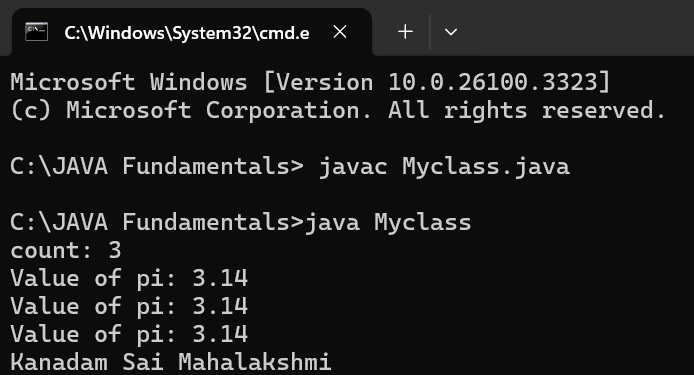 C:\Windows\System32\cmd.e
Microsoft Windows [Version 10.0.26100.3323]
(c) Microsoft Corporation. All rights reserved.
C:\JAVA Fundamentals> javac Myclass.java
C:\JAVA Fundamentals>java Myclass
count: 3
Value of pi: 3.14
Value of pi: 3.14
Value of pi: 3.14
Kanadam Sai Mahalakshmi